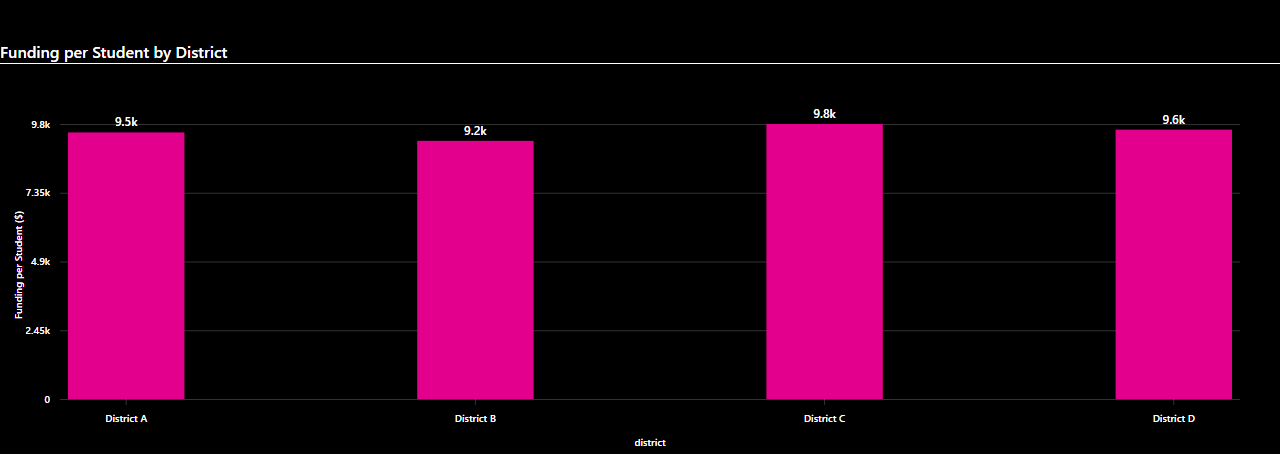 Funding per Student by District
9.5k
9.2k
9.8k
9.6k
9.8k
7.35k
4.9k
2.45k
0
Funding per Student ($)
District A
District B
District C
District D
district